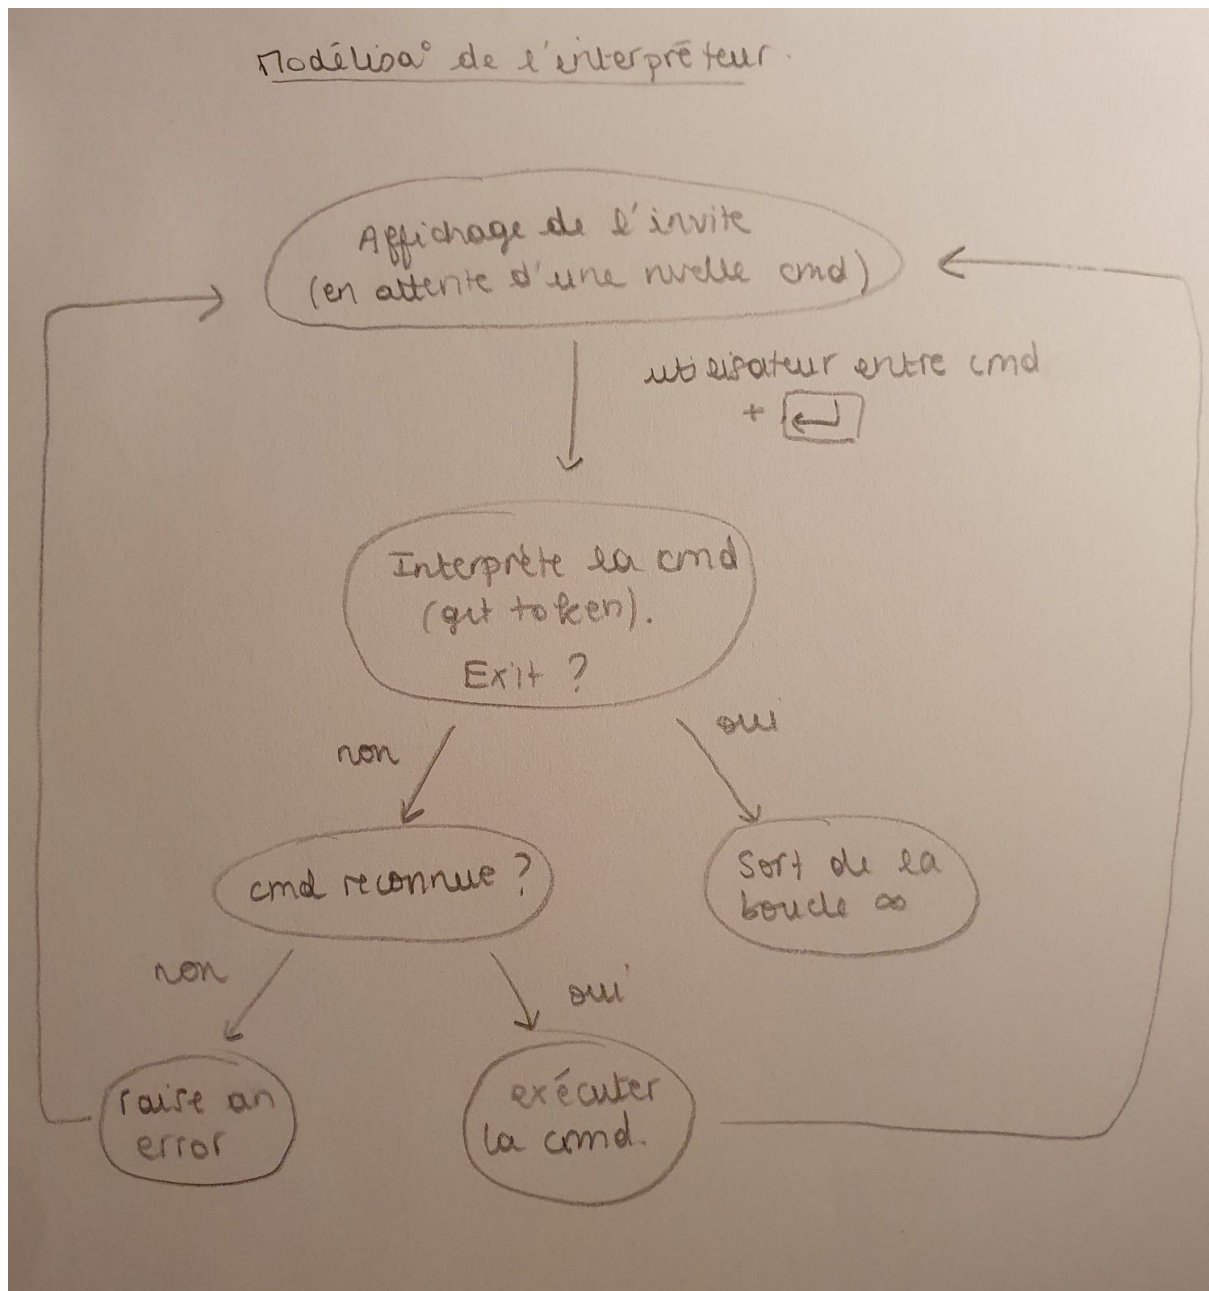 Modélisa° de l'interpréteur.
Affichage de l'invite
(en attente d'une nvelle cmd)
utilisateur entre cmd
+
Interprète la cmd
(get token).
Exit ?
non
oui
cmd reconnue ?
Sort de la
boucle ∞
non
oui
raise an
error
exécuter
la cmd.